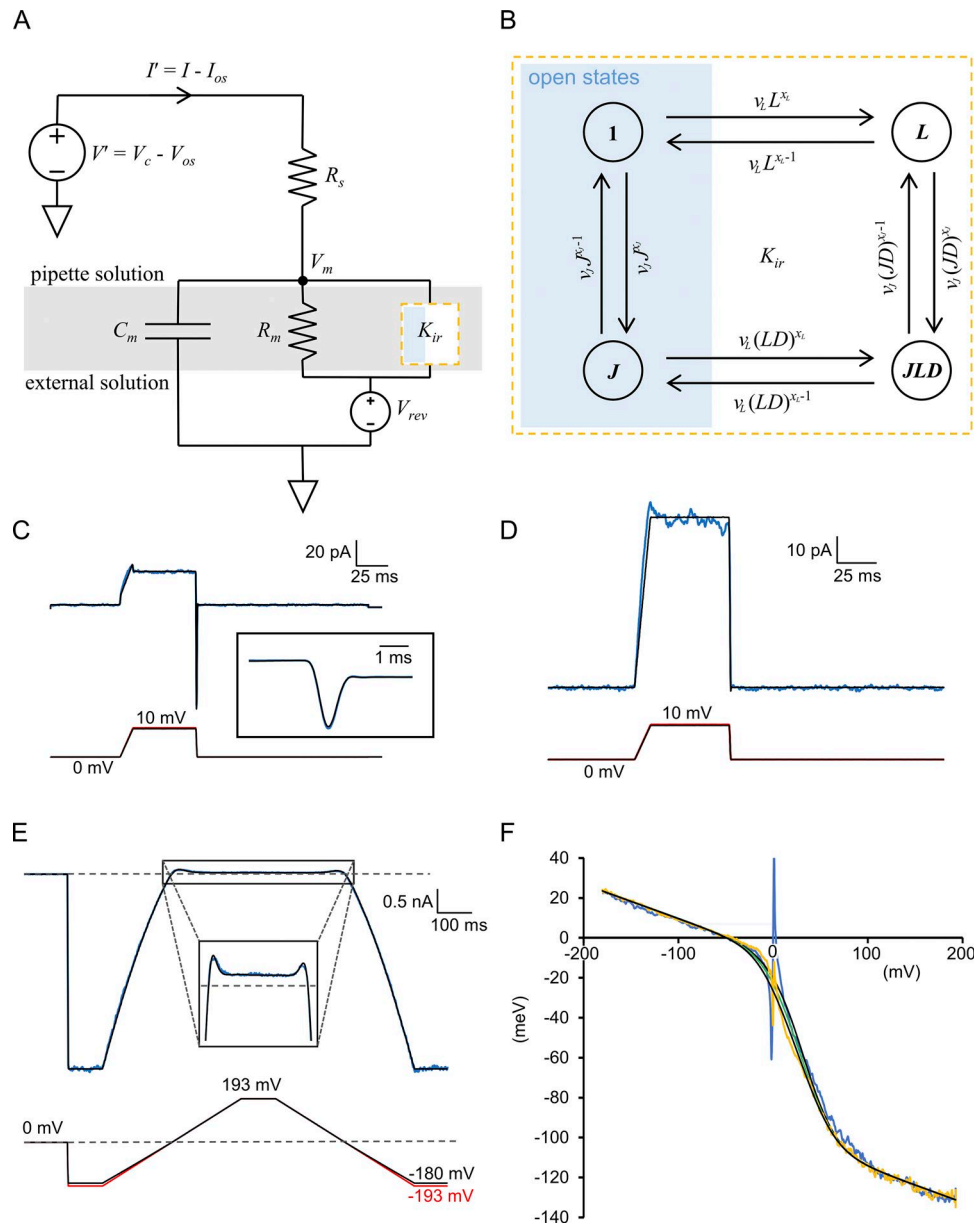 A
I' = I - I_os
V' = V_c - V_os
R_s
V_m
pipette solution
C_m
R_m
K_ir
external solution
V_rev
B
open states
1
v_L L^{x_L}
v_L L^{x_L-1}
L
v_J J^{x_J-1}
v_J J^{x_J}
K_ir
v_J (JLD)^{x_J-1}
v_J (JLD)^{x_J}
J
v_L (LD)^{x_L}
v_L (LD)^{x_L-1}
JLD
C
20 pA
25 ms
1 ms
10 mV
0 mV
D
10 pA
25 ms
10 mV
0 mV
E
0.5 nA
100 ms
193 mV
0 mV
-180 mV
-193 mV
F
40
20
0
-200
-100
0
100
200
(mV)
-20
-40
(meV)
-60
-80
-100
-120
-140